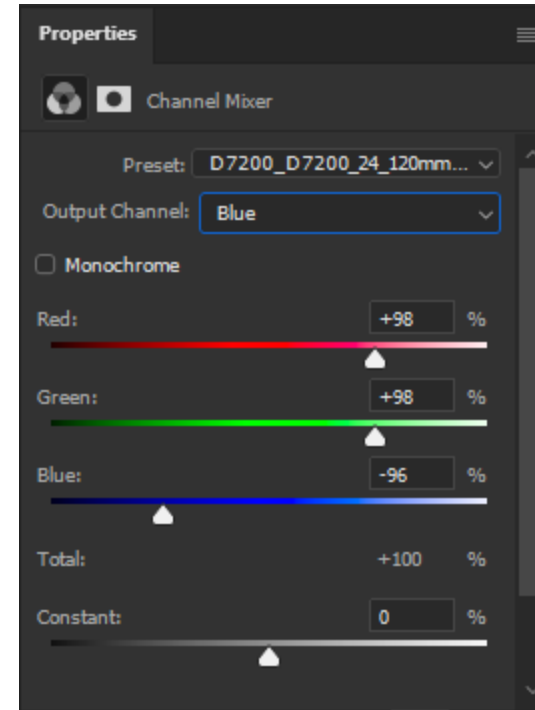 Properties
Channel Mixer
Preset: D7200_D7200_24_120mm...
Output Channel: Blue
Monochrome
Red: +98 %
Green: +98 %
Blue: -96 %
Total: +100 %
Constant: 0 %